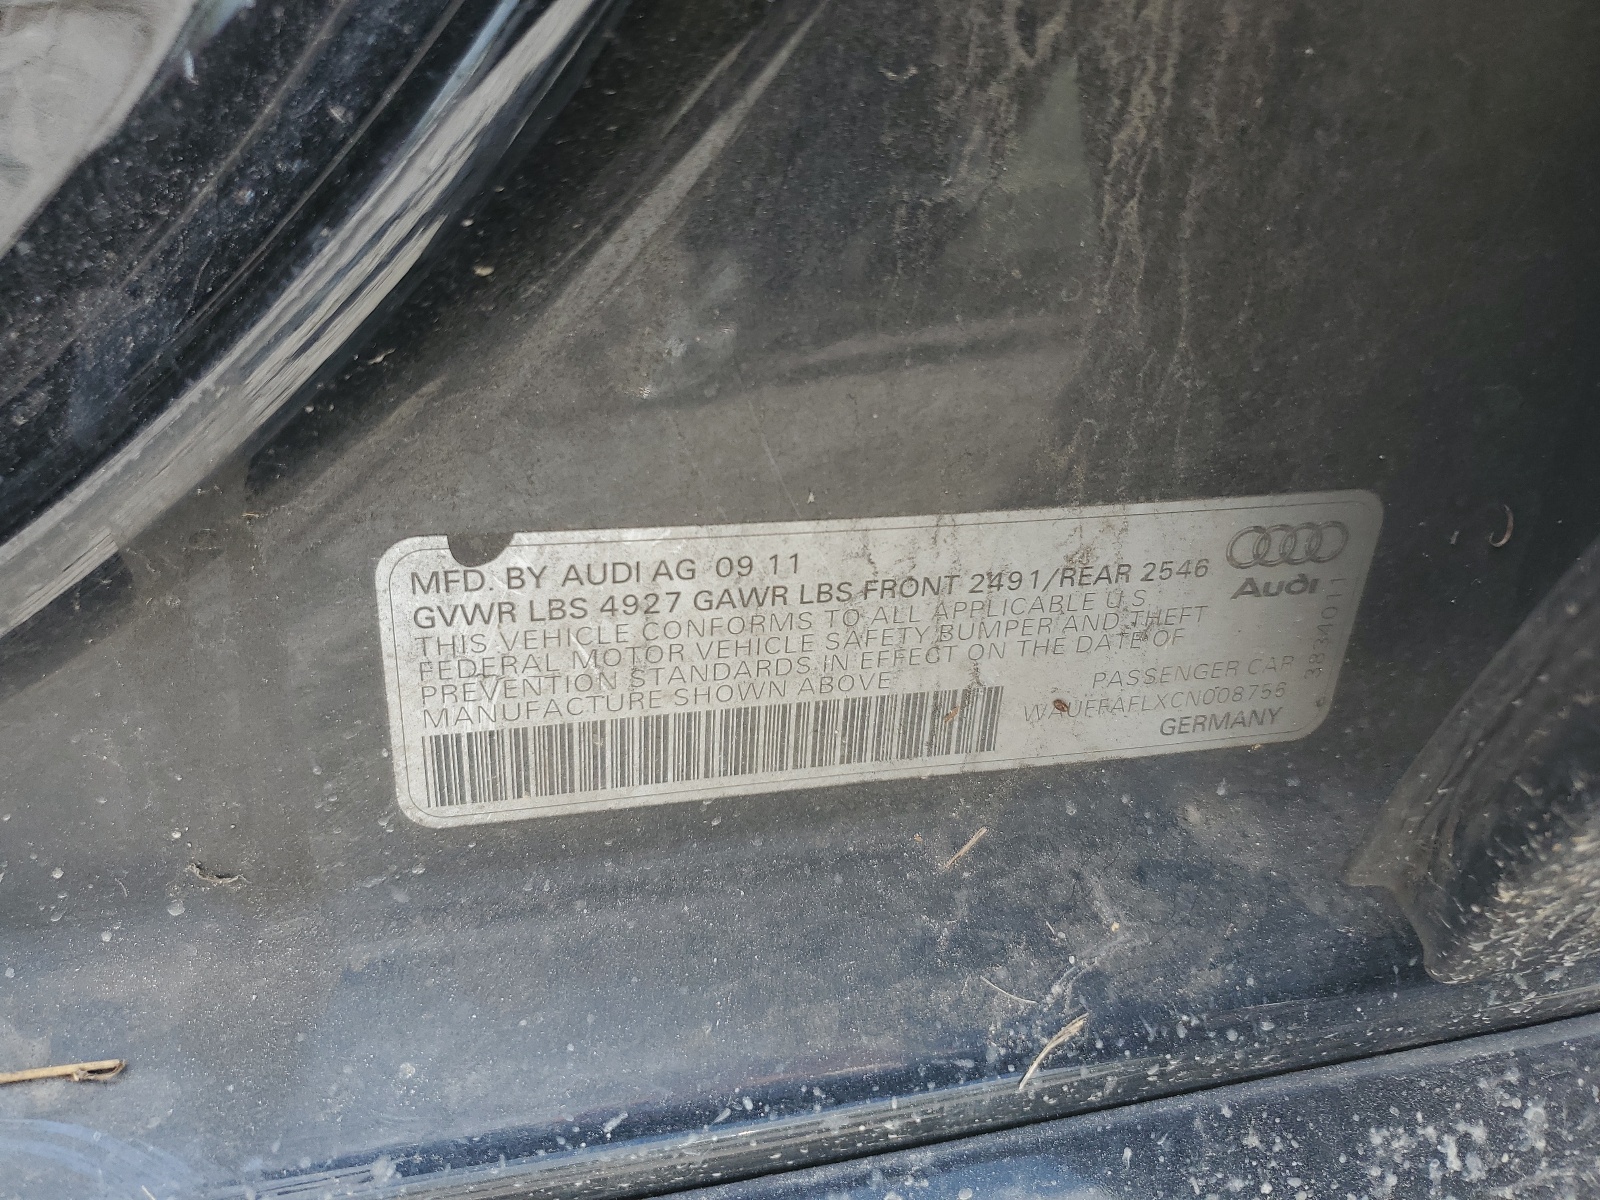 MFD. BY AUDI AG 09 11
GVWR LBS 4927 GAWR LBS FRONT 2491/REAR 2546
THIS VEHICLE CONFORMS TO ALL APPLICABLE U.S.
FEDERAL MOTOR VEHICLE SAFETY BUMPER AND THEFT
PREVENTION STANDARDS IN EFFECT ON THE DATE OF
MANUFACTURE SHOWN ABOVE
PASSENGER CAR
WAUEFAFLXCN008756
GERMANY
Audi